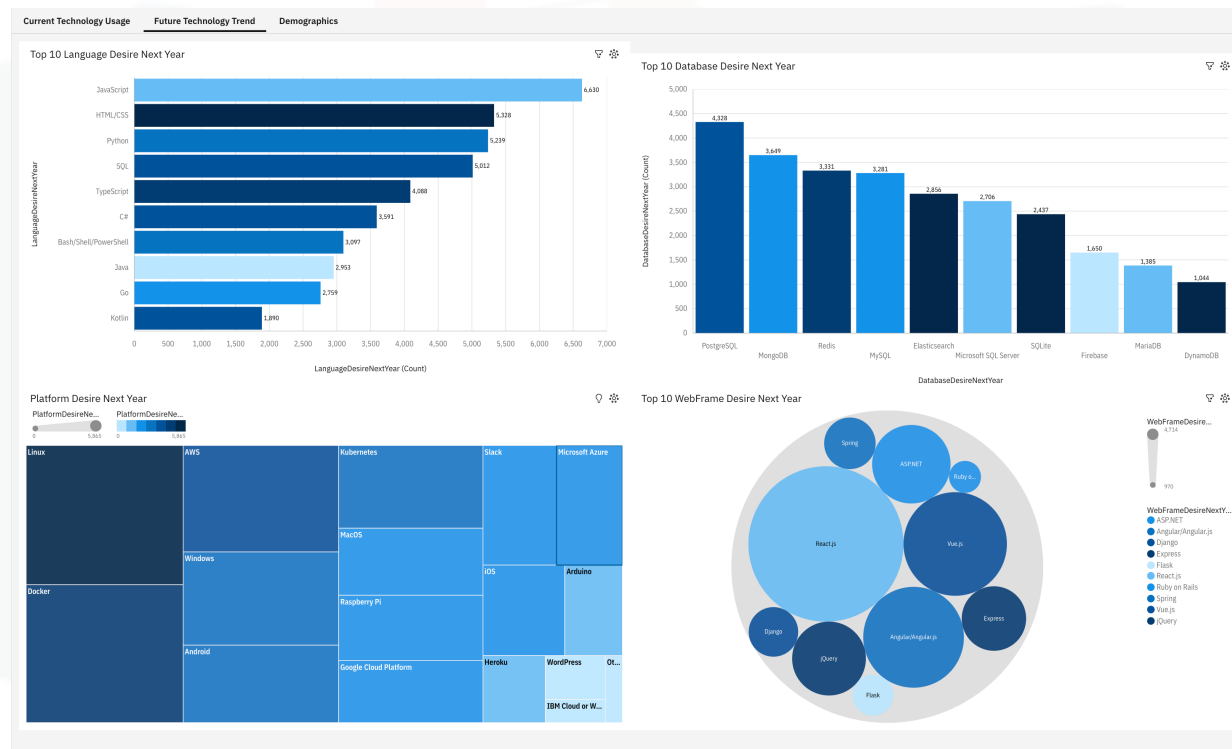 Current Technology Usage
Future Technology Trend
Demographics
Top 10 Language Desire Next Year
LanguageDesireNextYear
JavaScript
HTML/CSS
Python
SQL
TypeScript
C#
Bash/Shell/PowerShell
Java
Go
Kotlin
6,630
5,328
5,239
5,012
4,088
3,591
3,097
2,953
2,759
1,890
0 500 1,000 1,500 2,000 2,500 3,000 3,500 4,000 4,500 5,000 5,500 6,000 6,500 7,000
LanguageDesireNextYear (Count)
Top 10 Database Desire Next Year
DatabaseDesireNextYear (Count)
5,000
4,500
4,000
3,500
3,000
2,500
2,000
1,500
1,000
500
0
4,328
3,649
3,331
3,281
2,856
2,706
2,437
1,650
1,385
1,044
PostgreSQL
MongoDB
Redis
MySQL
Elasticsearch
Microsoft SQL Server
SQLite
Firebase
MariaDB
DynamoDB
DatabaseDesireNextYear
Platform Desire Next Year
PlatformDesireNe...
0 5,865
PlatformDesireNe...
0 5,865
Linux
Docker
AWS
Windows
Android
Kubernetes
MacOS
Raspberry Pi
Google Cloud Platform
Slack
Microsoft Azure
iOS
Arduino
Heroku
WordPress
Ot...
IBM Cloud or W...
Top 10 WebFrame Desire Next Year
Spring
ASP.NET
Ruby o...
React.js
Vue.js
Django
jQuery
Angular/Angular.js
Express
Flask
WebFrameDesire...
4,714
970
WebFrameDesireNextY...
ASP.NET
Angular/Angular.js
Django
Express
Flask
React.js
Ruby on Rails
Spring
Vue.js
jQuery